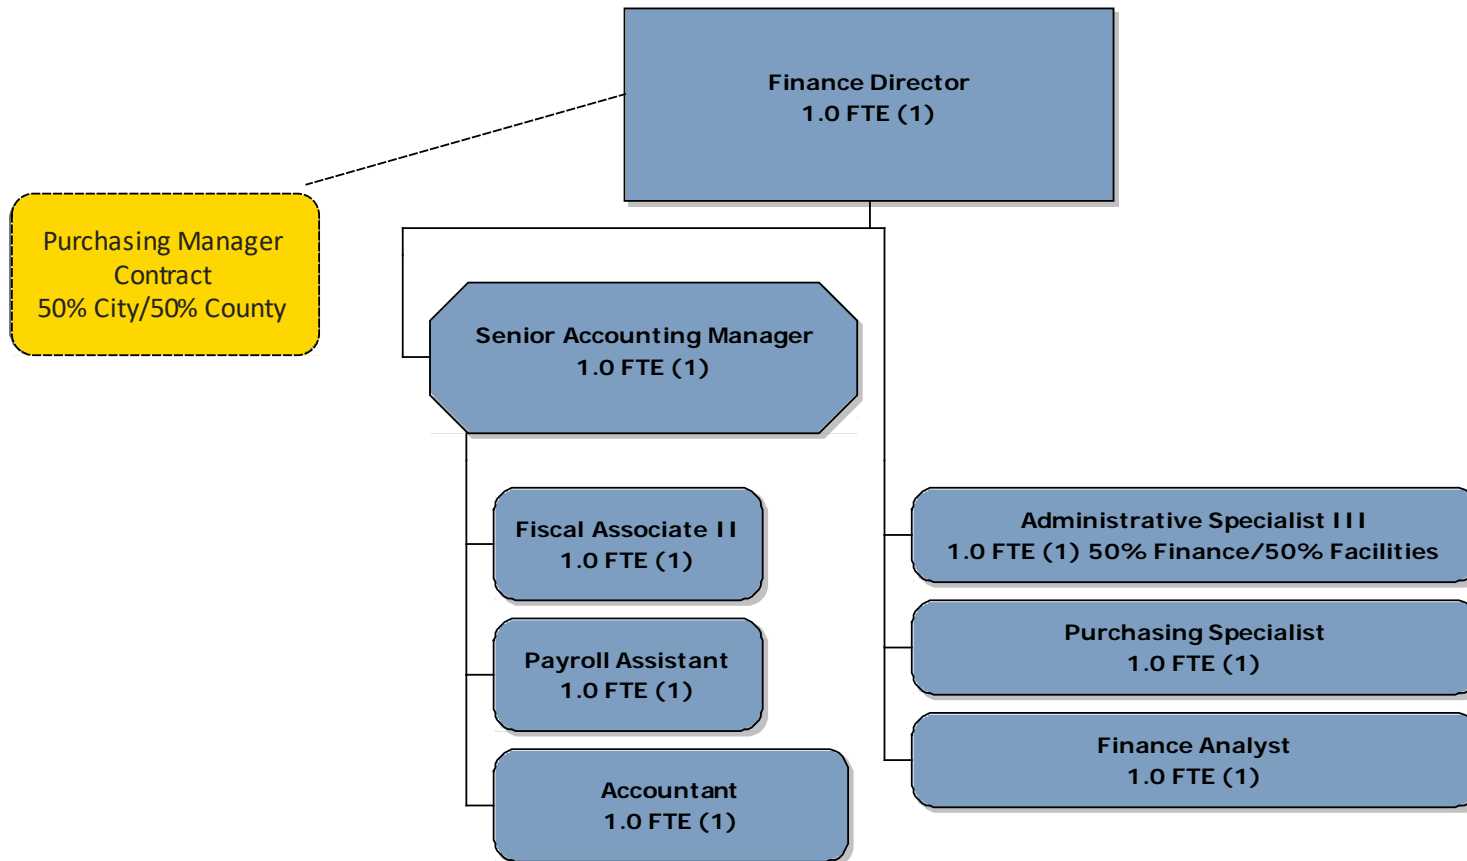 Finance Director
1.0 FTE (1)
Purchasing Manager
Contract
50% City/50% County
Senior Accounting Manager
1.0 FTE (1)
Fiscal Associate II
1.0 FTE (1)
Payroll Assistant
1.0 FTE (1)
Accountant
1.0 FTE (1)
Administrative Specialist III
1.0 FTE (1) 50% Finance/50% Facilities
Purchasing Specialist
1.0 FTE (1)
Finance Analyst
1.0 FTE (1)